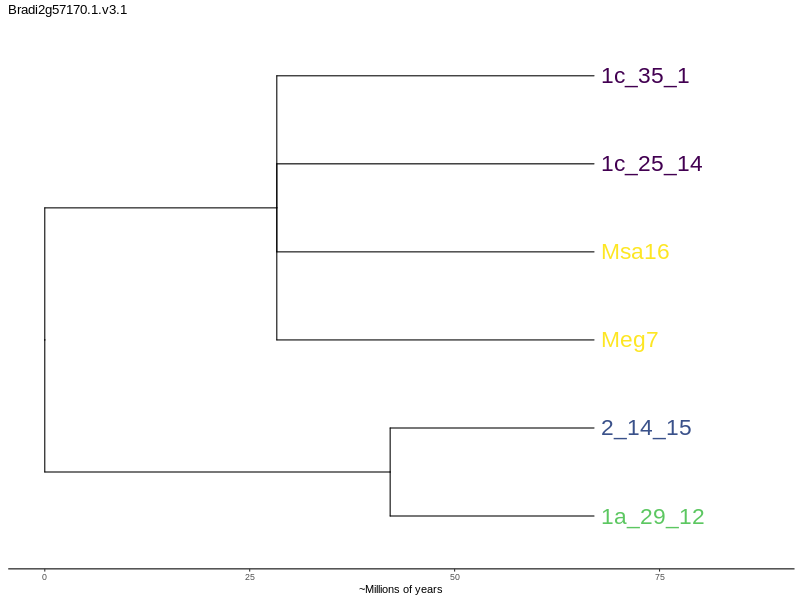 Bradi2g57170.1.v3.1
1c_35_1
1c_25_14
Msa16
Meg7
2_14_15
1a_29_12
0 25 50 75
~Millions of years